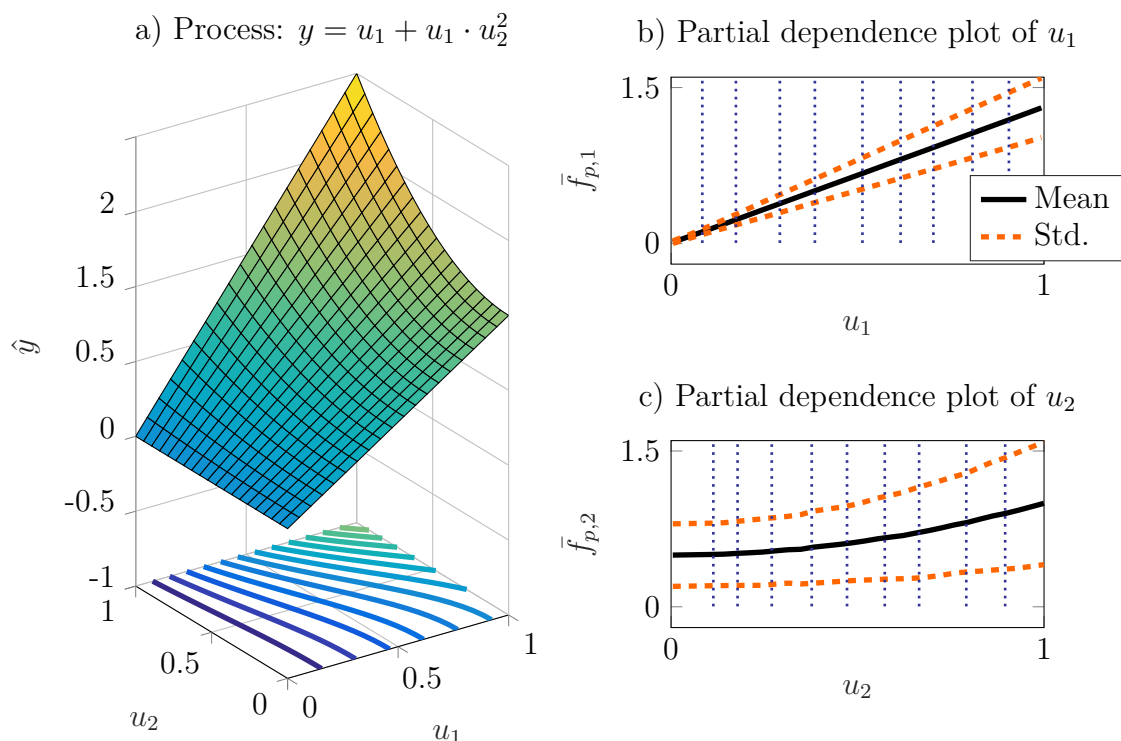 a) Process: y = u₁ + u₁ · u₂²
2
1.5
1
0.5
0
-0.5
-1
ŷ
1
0.5
0
u₂
0
0.5
1
u₁
b) Partial dependence plot of u₁
1.5
0
f̄ₚ,₁
0
1
u₁
Mean
Std.
c) Partial dependence plot of u₂
1.5
0
f̄ₚ,₂
0
1
u₂